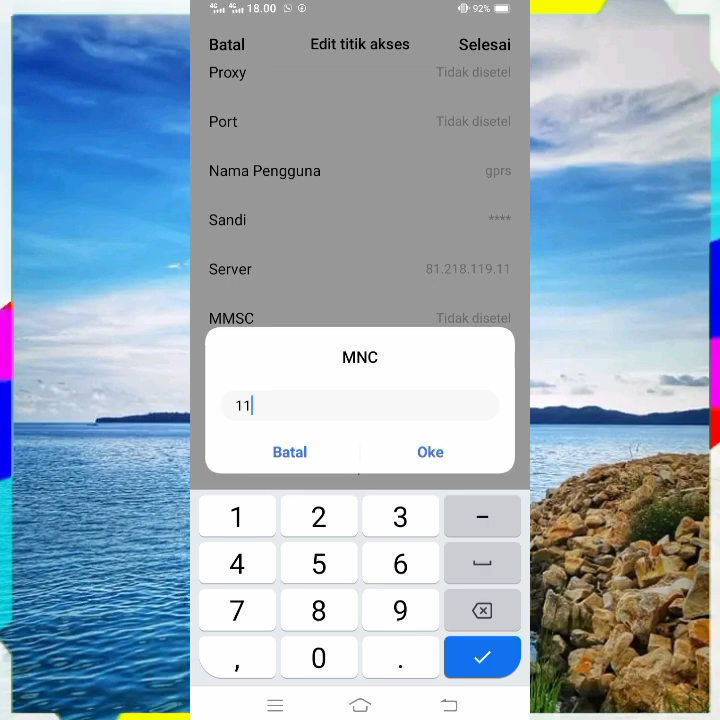 4G 4G 18.00 92%
Batal Edit titik akses Selesai
Proxy Tidak disetel
Port Tidak disetel
Nama Pengguna gprs
Sandi ****
Server 81.218.119.11
MMSC Tidak disetel
MNC
11
Batal Oke
1 2 3 -
4 5 6
7 8 9
, 0 .